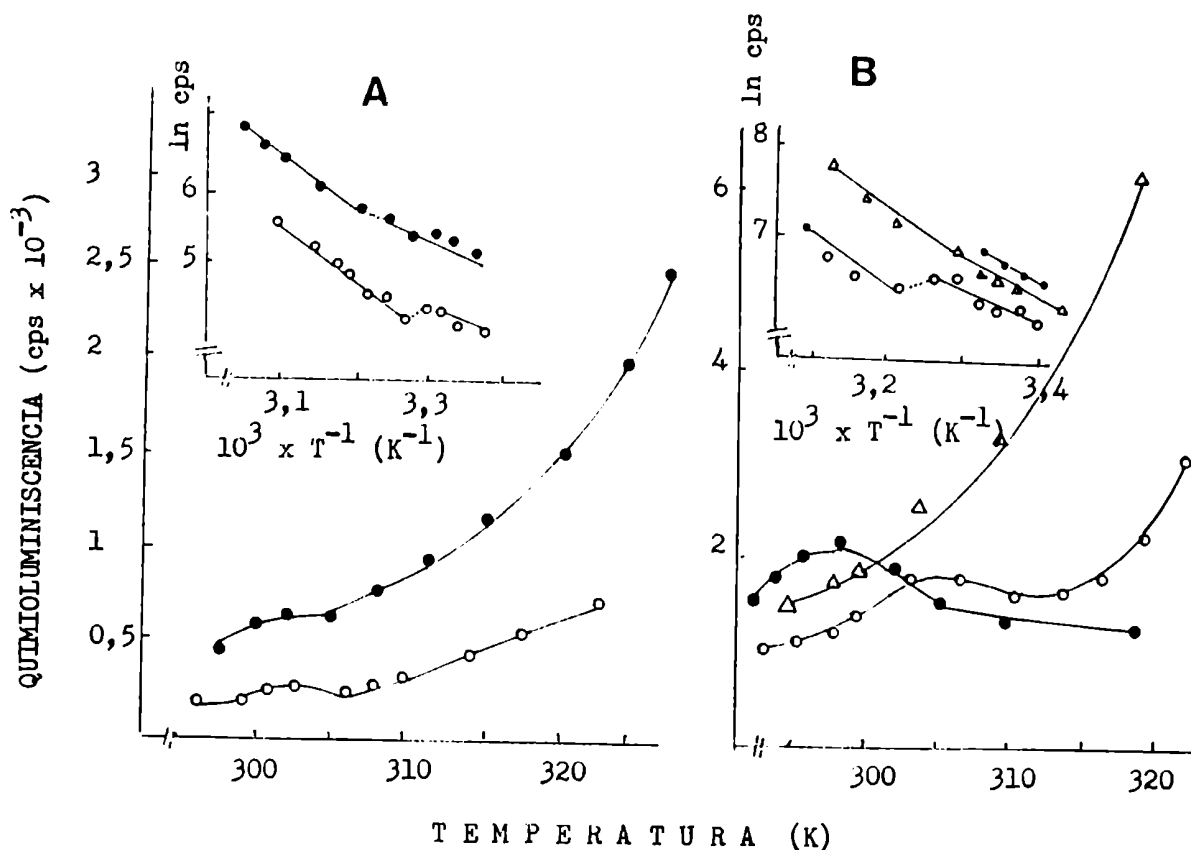 A
ln cps
6
5
3,1 3,3
10³ x T⁻¹ (K⁻¹)
QUIMIOLUMINISCENCIA (cps x 10⁻³)
3
2,5
2
1,5
1
0,5
300 310 320
B
ln cps
8
7
3,2 3,4
10³ x T⁻¹ (K⁻¹)
6
4
2
300 310 320
TEMPERATURA (K)